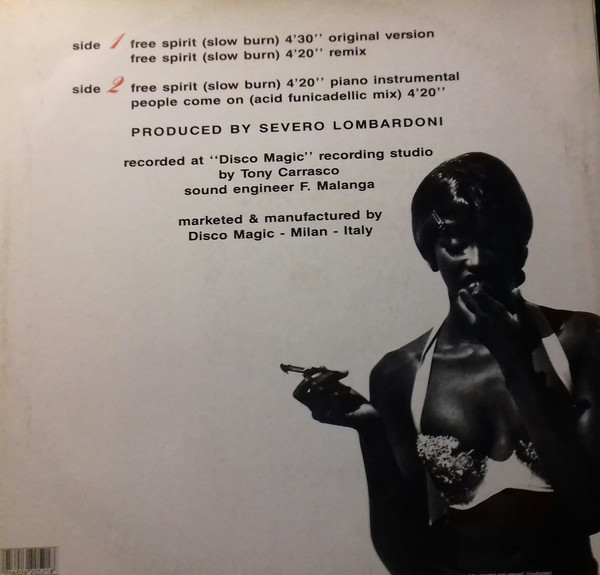 side 1 free spirit (slow burn) 4'30'' original version
free spirit (slow burn) 4'20'' remix
side 2 free spirit (slow burn) 4'20'' piano instrumental
people come on (acid funicadellic mix) 4'20''
PRODUCED BY SEVERO LOMBARDONI
recorded at ''Disco Magic'' recording studio
by Tony Carrasco
sound engineer F. Malanga
marketed & manufactured by
Disco Magic - Milan - Italy